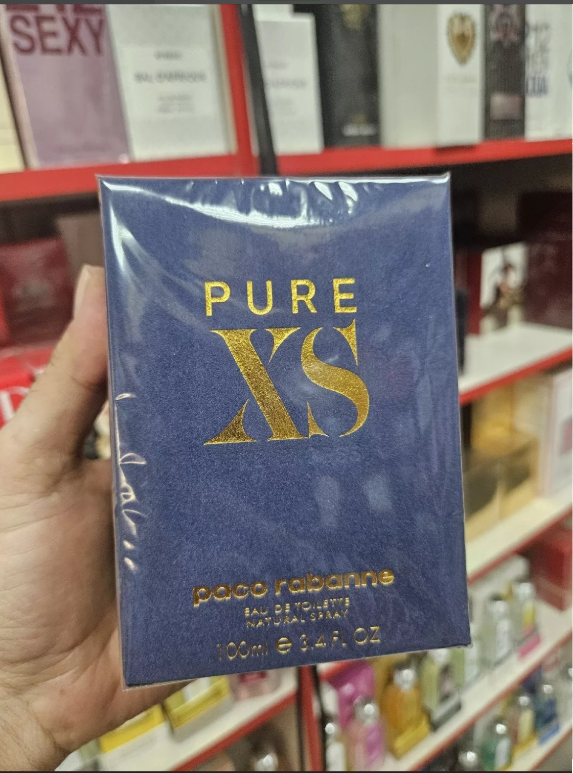 SEXY
PURE
XS
paco rabanne
EAU DE TOILETTE
NATURAL SPRAY
100ml e 3.4 FL. OZ